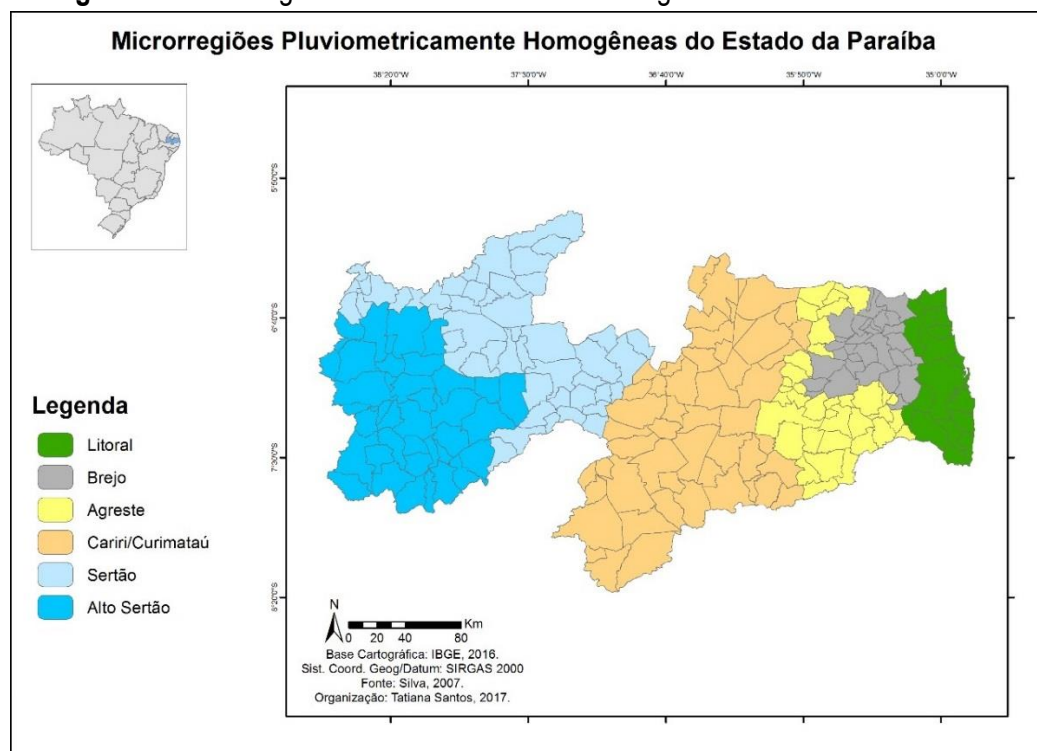 Microrregiões Pluviometricamente Homogêneas do Estado da Paraíba
38°20'0"W
37°30'0"W
36°40'0"W
35°50'0"W
35°0'0"W
5°50'0"S
6°40'0"S
7°30'0"S
8°20'0"S
Legenda
Litoral
Brejo
Agreste
Cariri/Curimataú
Sertão
Alto Sertão
N
Km
0 20 40 80
Base Cartográfica: IBGE, 2016.
Sist. Coord. Geog/Datum: SIRGAS 2000
Fonte: Silva, 2007.
Organização: Tatiana Santos, 2017.